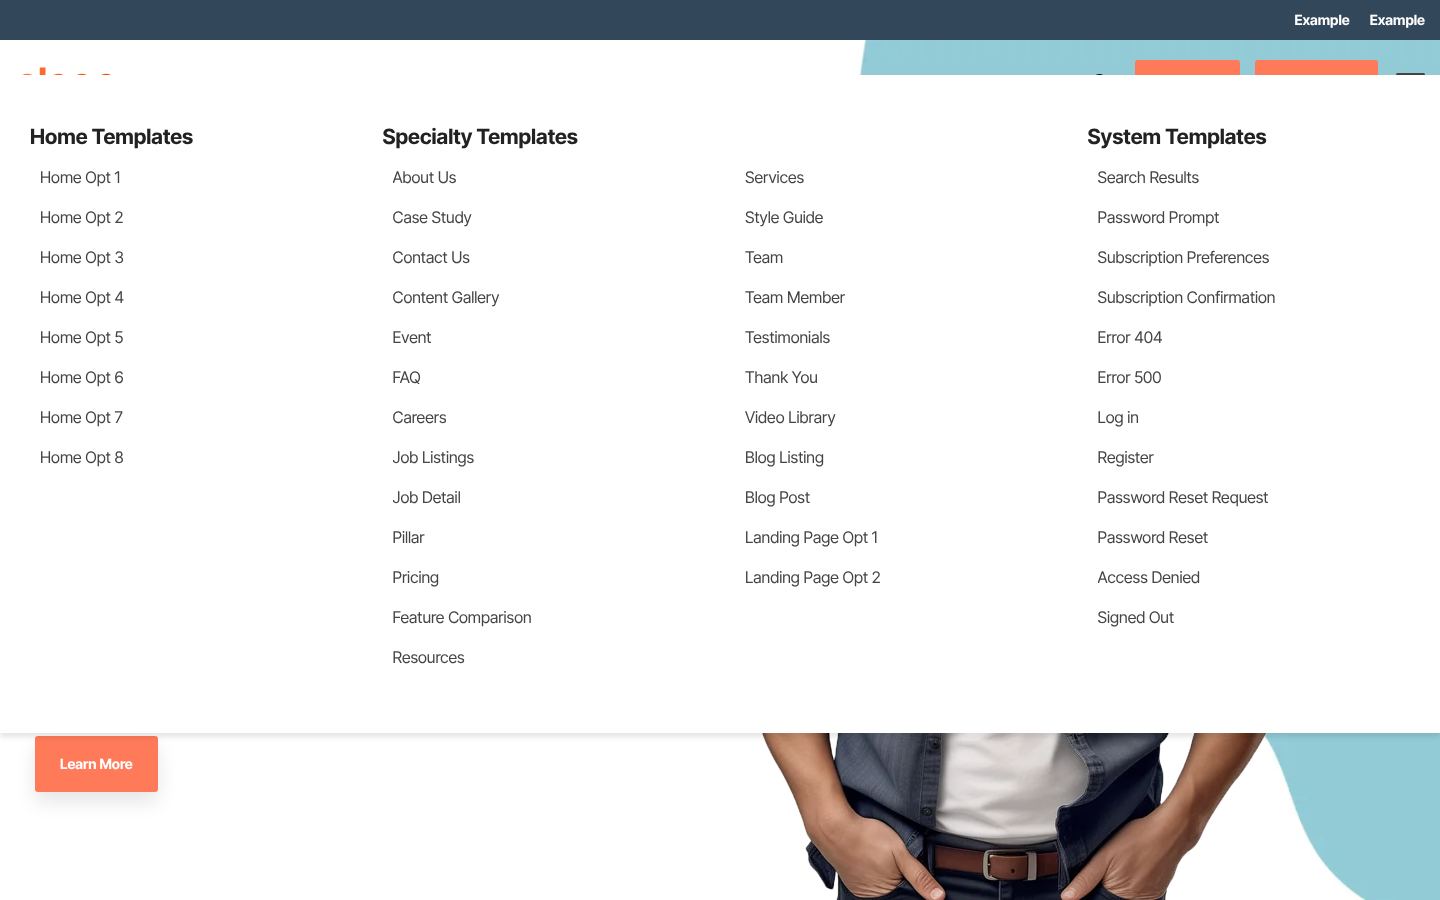 Example Example
Home Templates
Home Opt 1
Home Opt 2
Home Opt 3
Home Opt 4
Home Opt 5
Home Opt 6
Home Opt 7
Home Opt 8
Specialty Templates
About Us
Case Study
Contact Us
Content Gallery
Event
FAQ
Careers
Job Listings
Job Detail
Pillar
Pricing
Feature Comparison
Resources
Services
Style Guide
Team
Team Member
Testimonials
Thank You
Video Library
Blog Listing
Blog Post
Landing Page Opt 1
Landing Page Opt 2
System Templates
Search Results
Password Prompt
Subscription Preferences
Subscription Confirmation
Error 404
Error 500
Log in
Register
Password Reset Request
Password Reset
Access Denied
Signed Out
Learn More